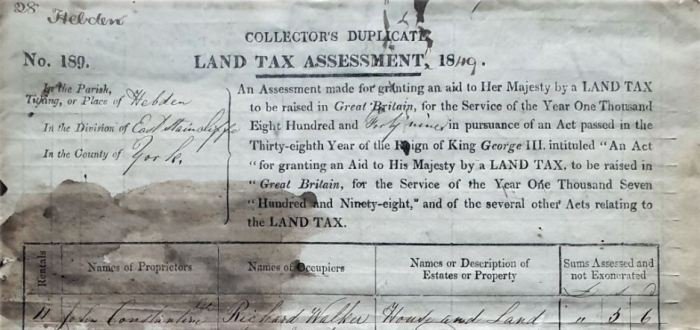 28 Hebden
COLLECTOR'S DUPLICATE
No. 189. LAND TAX ASSESSMENT, 1849.
In the Parish,
Tything, or Place of Hebden
In the Division of East Staincliffe
In the County of York.
An Assessment made for granting an aid to Her Majesty by a LAND TAX
to be raised in Great Britain, for the Service of the Year One Thousand
Eight Hundred and Forty nine in pursuance of an Act passed in the
Thirty-eighth Year of the Reign of King George III. intituled "An Act
"for granting an Aid to His Majesty by a LAND TAX, to be raised in
"Great Britain, for the Service of the Year One Thousand Seven
"Hundred and Ninety-eight," and of the several other Acts relating to
the LAND TAX.
Rentals
Names of Proprietors
Names of Occupiers
Names or Description of
Estates or Property
Sums Assessed and
not Exonerated
£ s D
11 John Constantine Richard Walker House and Land " 5 6